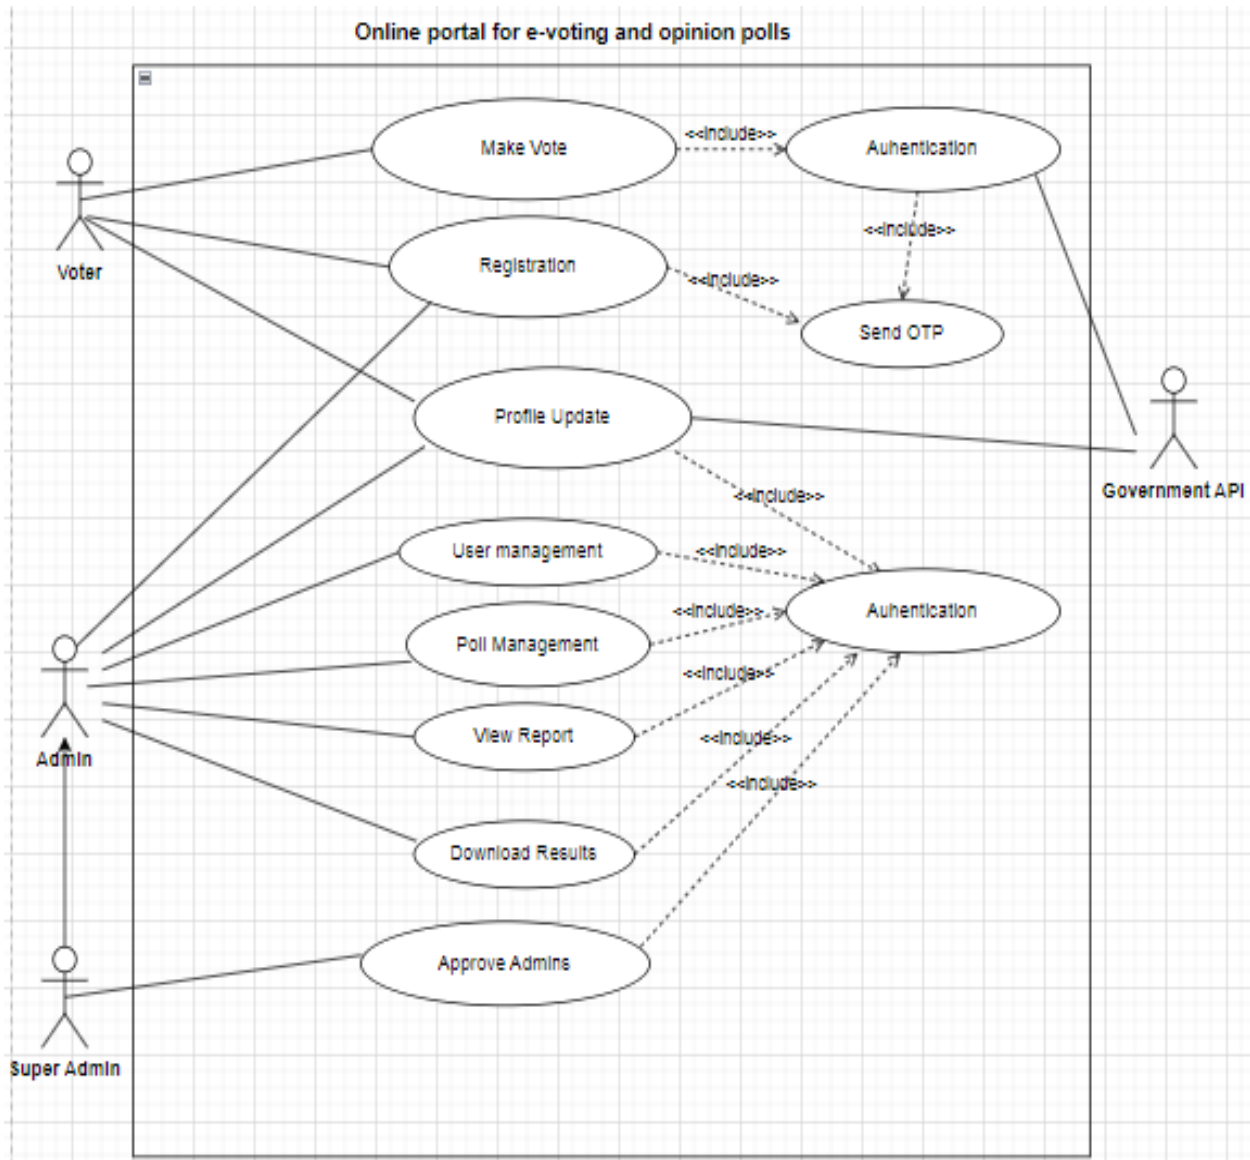 Online portal for e-voting and opinion polls
Make Vote
<<include>>
Auhentication
<<include>>
Voter
Registration
<<include>>
Send OTP
Profile Update
Government API
<<include>>
User management
<<include>>
Auhentication
<<include>>
Poll Management
<<include>>
View Report
<<include>>
Admin
<<include>>
Download Results
Approve Admins
Super Admin